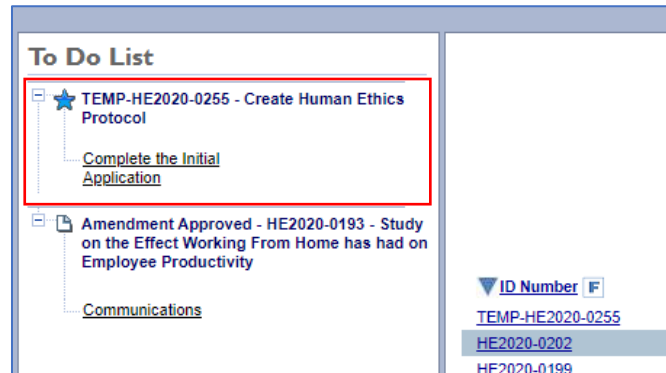 To Do List
TEMP-HE2020-0255 - Create Human Ethics
Protocol
Complete the Initial
Application
Amendment Approved - HE2020-0193 - Study
on the Effect Working From Home has had on
Employee Productivity
Communications
ID Number F
TEMP-HE2020-0255
HE2020-0202
HE2020-0199